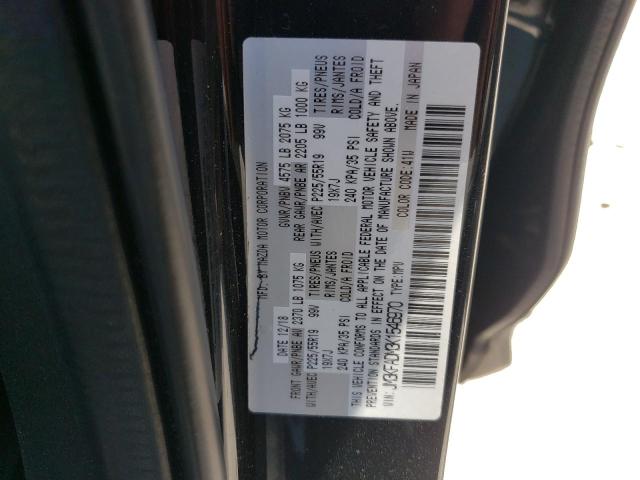 MFD. BY MAZDA MOTOR CORPORATION
DATE 12/18 GVWR/PNBV 4575 LB 2075 KG
FRONT GAWR/PNBE AV 2370 LB 1075 KG REAR GAWR/PNBE AR 2205 LB 1000 KG
WITH/AVEC P225/55R19 99V TIRES/PNEUS WITH/AVEC P225/55R19 99V TIRES/PNEUS
19X7J RIMS/JANTES 19X7J RIMS/JANTES
240 KPA/35 PSI COLD/A FROID 240 KPA/35 PSI COLD/A FROID
THIS VEHICLE CONFORMS TO ALL APPLICABLE FEDERAL MOTOR VEHICLE SAFETY AND THEFT
PREVENTION STANDARDS IN EFFECT ON THE DATE OF MANUFACTURE SHOWN ABOVE.
VIN: JM3KFADM3K1546970 TYPE: MPV COLOR CODE: 41W MADE IN JAPAN